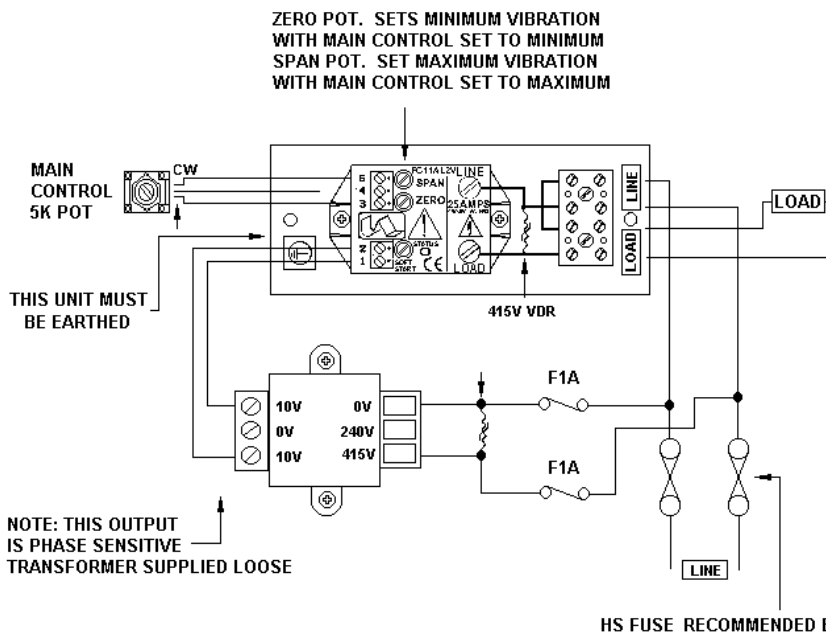 ZERO POT. SETS MINIMUM VIBRATION
WITH MAIN CONTROL SET TO MINIMUM
SPAN POT. SET MAXIMUM VIBRATION
WITH MAIN CONTROL SET TO MAXIMUM
MAIN
CONTROL
5K POT
CW
5
4
3
SPAN
ZERO
LINE
25AMPS
2
1
STATUS
SOFT
START
CE
LOAD
LINE
LOAD
LOAD
THIS UNIT MUST
BE EARTHED
415V VDR
10V
0V
10V
0V
240V
415V
F1A
F1A
NOTE: THIS OUTPUT
IS PHASE SENSITIVE
TRANSFORMER SUPPLIED LOOSE
LINE
HS FUSE RECOMMENDED